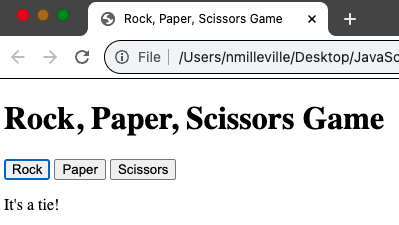 Rock, Paper, Scissors Game
File /Users/nmilleville/Desktop/JavaSc
Rock, Paper, Scissors Game
Rock Paper Scissors
It's a tie!